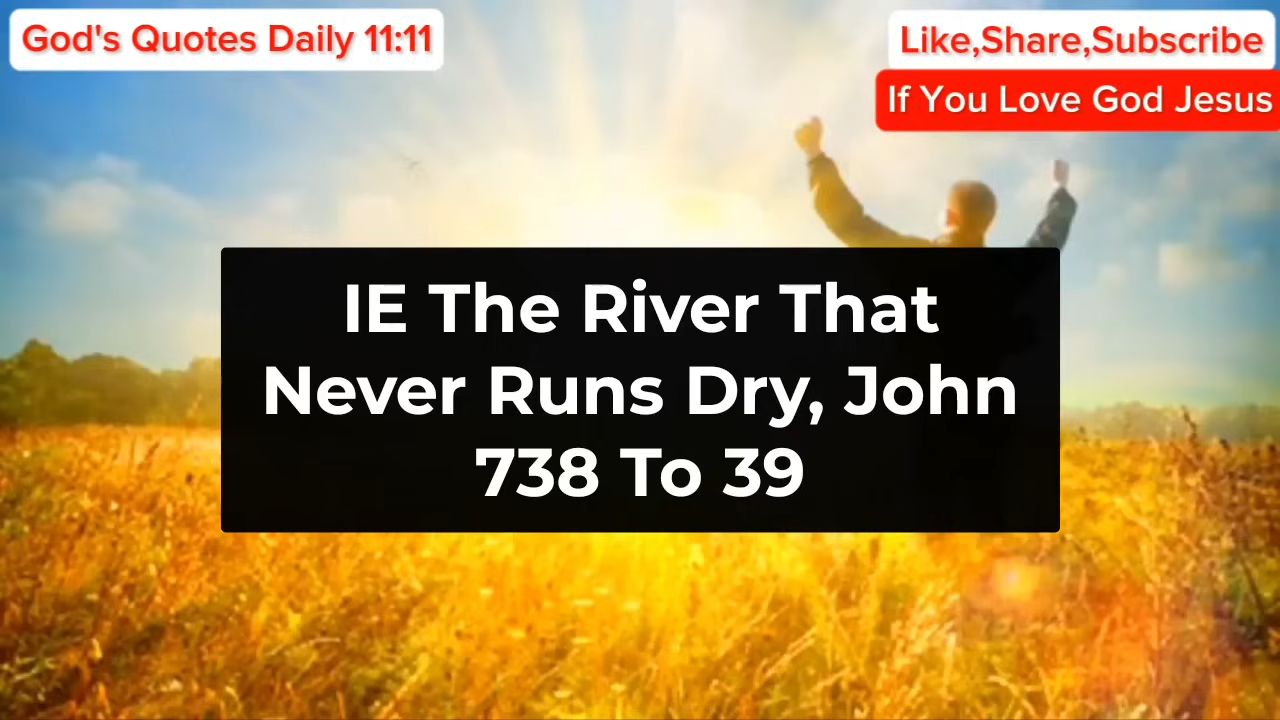 God's Quotes Daily 11:11
Like,Share,Subscribe
If You Love God Jesus
IE The River That
Never Runs Dry, John
738 To 39